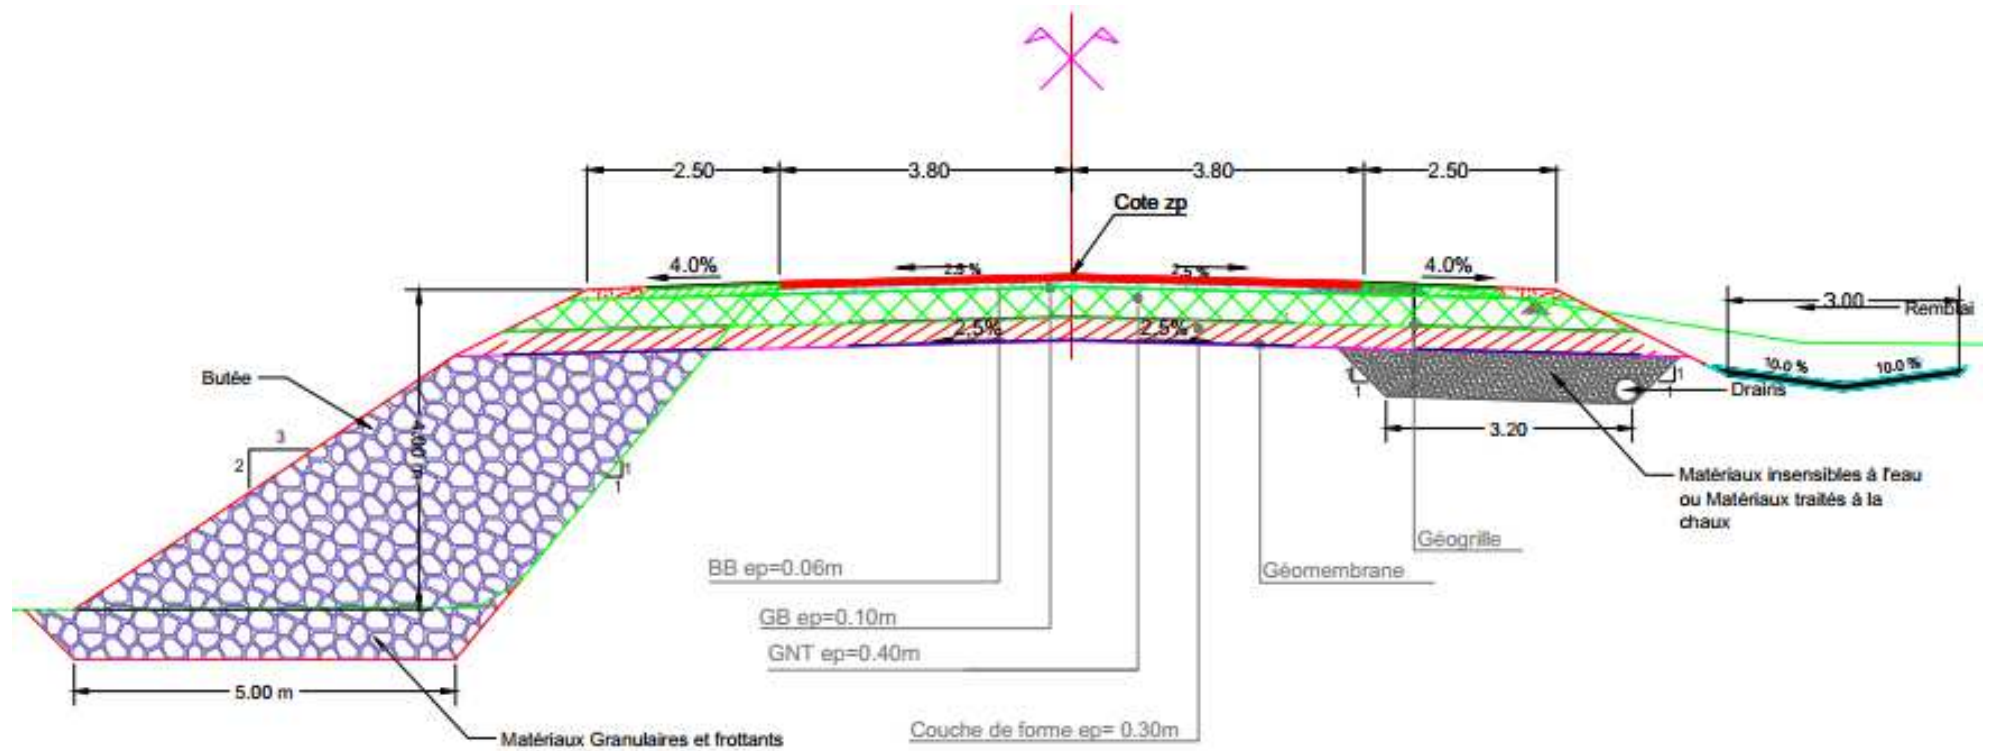 2.50
3.80
3.80
2.50
Cote zp
4.0%
2.5 %
2.5 %
4.0%
3.00
Remblai
2,5%
2,5%
10.0 %
10.0 %
Butée
1
1
1
1
Drains
4.00 m
3
2
3.20
1
1
Matériaux insensibles à l'eau
ou Matériaux traités à la
chaux
Géogrille
BB ep=0.06m
Géomembrane
GB ep=0.10m
GNT ep=0.40m
5.00 m
Couche de forme ep= 0.30m
Matériaux Granulaires et frottants